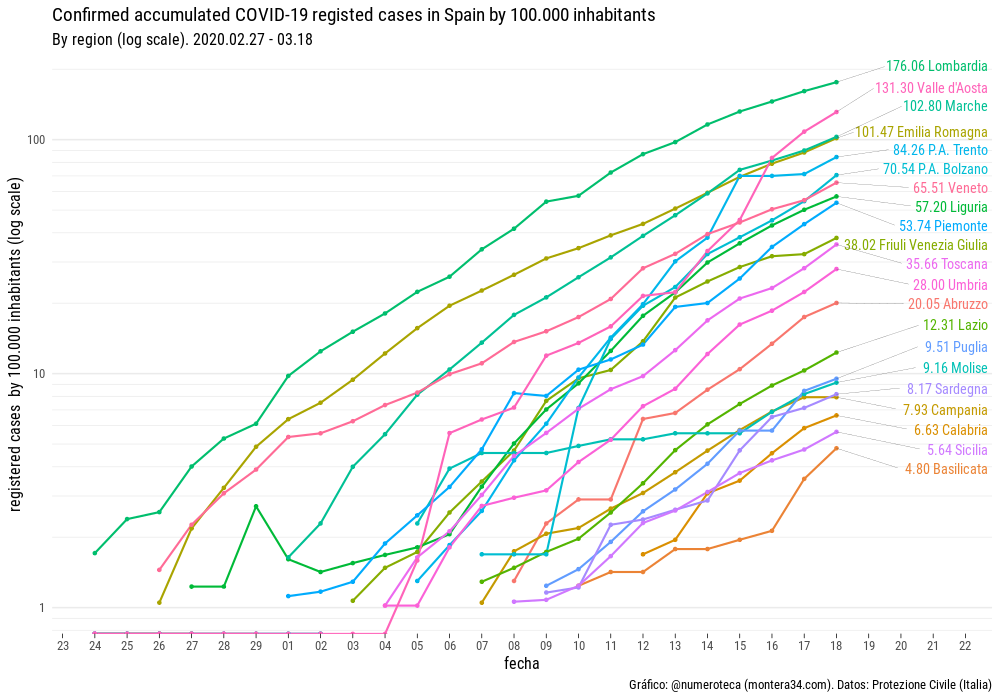 Confirmed accumulated COVID-19 registed cases in Spain by 100.000 inhabitants
By region (log scale). 2020.02.27 - 03.18
registered cases by 100.000 inhabitants (log scale)
100
10
1
176.06 Lombardia
131.30 Valle d'Aosta
102.80 Marche
101.47 Emilia Romagna
84.26 P.A. Trento
70.54 P.A. Bolzano
65.51 Veneto
57.20 Liguria
53.74 Piemonte
38.02 Friuli Venezia Giulia
35.66 Toscana
28.00 Umbria
20.05 Abruzzo
12.31 Lazio
9.51 Puglia
9.16 Molise
8.17 Sardegna
7.93 Campania
6.63 Calabria
5.64 Sicilia
4.80 Basilicata
23 24 25 26 27 28 29 01 02 03 04 05 06 07 08 09 10 11 12 13 14 15 16 17 18 19 20 21 22
fecha
Gráfico: @numeroteca (montera34.com). Datos: Protezione Civile (Italia)